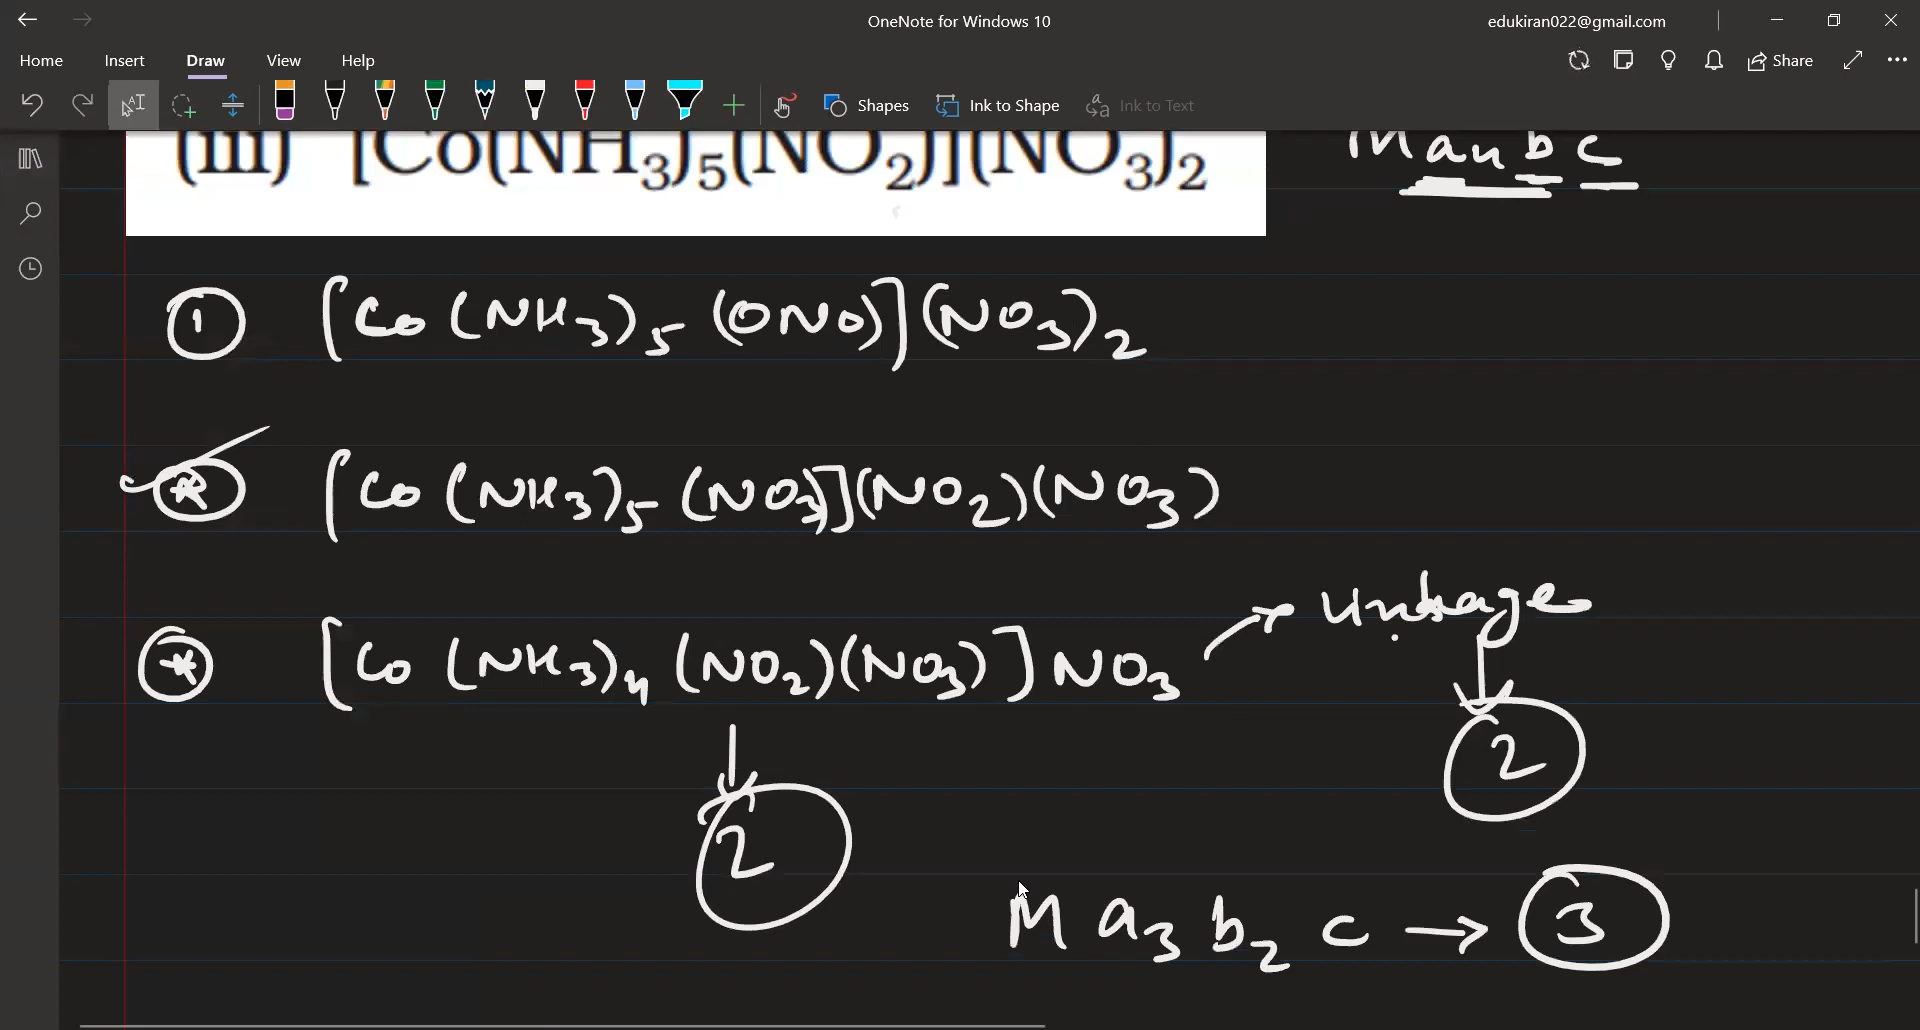 OneNote for Windows 10 edukiran022@gmail.com
Home Insert Draw View Help Share
Shapes Ink to Shape Ink to Text
(iii) [Co(NH3)5(NO2)](NO3)2 Ma4bc
① [Co(NH3)5(ONO)](NO3)2
[Co(NH3)5(NO3)](NO2)(NO3)
[Co(NH3)4(NO2)(NO3)]NO3
2
2
Ma3b2c → 3